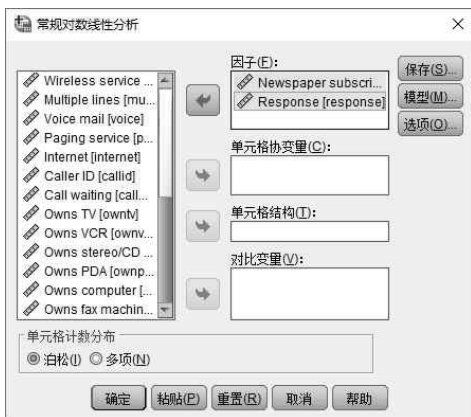 常规对数线性分析
Wireless service ...
Multiple lines [mu...
Voice mail [voice]
Paging service [p...
Internet [internet]
Caller ID [callid]
Call waiting [call...
Owns TV [owntv]
Owns VCR [ownv...
Owns stereo/CD ...
Owns PDA [ownp...
Owns computer [...
Owns fax machin...
因子(F):
Newspaper subscri...
Response [response]
单元格协变量(C):
单元格结构(T):
对比变量(V):
保存(S)...
模型(M)...
选项(O)...
单元格计数分布
泊松(I) 多项(N)
确定 粘贴(P) 重置(R) 取消 帮助